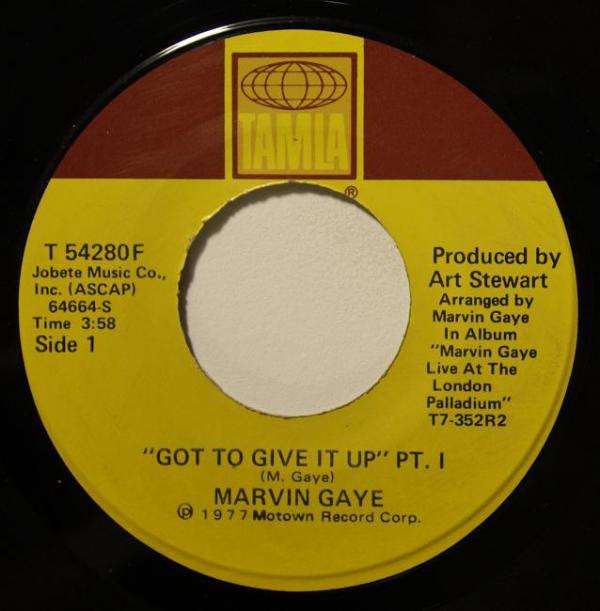 TAMLA
®
T 54280F
Jobete Music Co.,
Inc. (ASCAP)
64664-S
Time 3:58
Side 1
Produced by
Art Stewart
Arranged by
Marvin Gaye
In Album
"Marvin Gaye
Live At The
London
Palladium"
T7-352R2
"GOT TO GIVE IT UP" PT. I
(M. Gaye)
MARVIN GAYE
℗ 1977 Motown Record Corp.